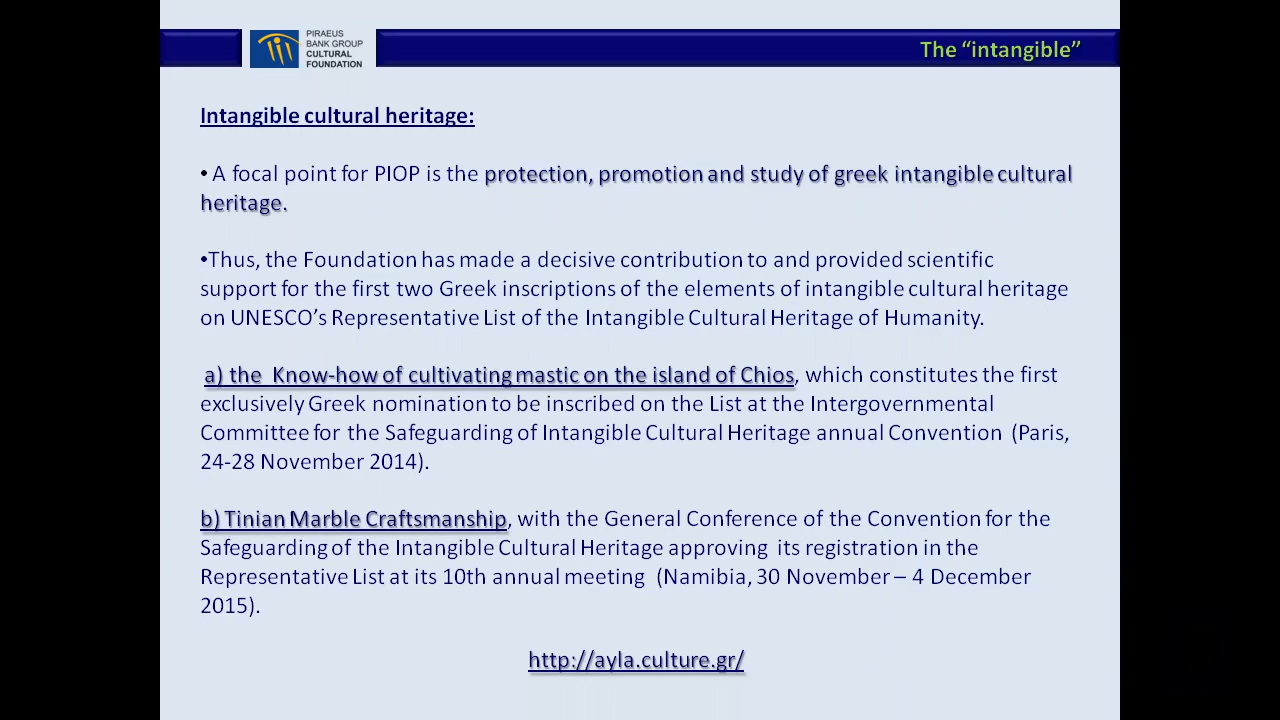 PIRAEUS
BANK GROUP
CULTURAL
FOUNDATION
The “intangible”
Intangible cultural heritage:
• A focal point for PIOP is the protection, promotion and study of greek intangible cultural
heritage.
•Thus, the Foundation has made a decisive contribution to and provided scientific
support for the first two Greek inscriptions of the elements of intangible cultural heritage
on UNESCO’s Representative List of the Intangible Cultural Heritage of Humanity.
a) the Know-how of cultivating mastic on the island of Chios, which constitutes the first
exclusively Greek nomination to be inscribed on the List at the Intergovernmental
Committee for the Safeguarding of Intangible Cultural Heritage annual Convention (Paris,
24-28 November 2014).
b) Tinian Marble Craftsmanship, with the General Conference of the Convention for the
Safeguarding of the Intangible Cultural Heritage approving its registration in the
Representative List at its 10th annual meeting (Namibia, 30 November – 4 December
2015).
http://ayla.culture.gr/